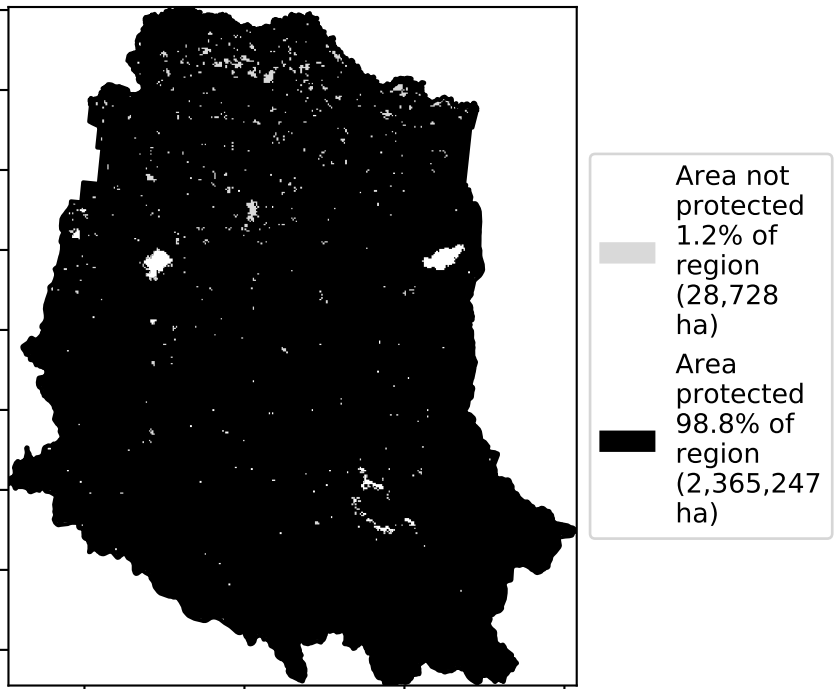 Area not
protected
1.2% of
region
(28,728
ha)
Area
protected
98.8% of
region
(2,365,247
ha)